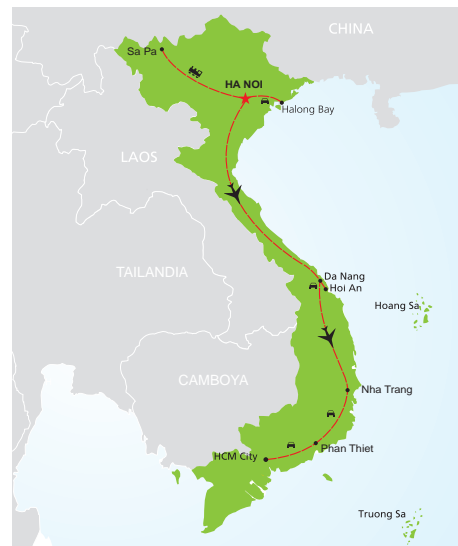 CHINA
Sa Pa
HA NOI
Halong Bay
LAOS
TAILANDIA
Da Nang
Hoi An
Hoang Sa
CAMBOYA
Nha Trang
Phan Thiet
HCM City
Truong Sa